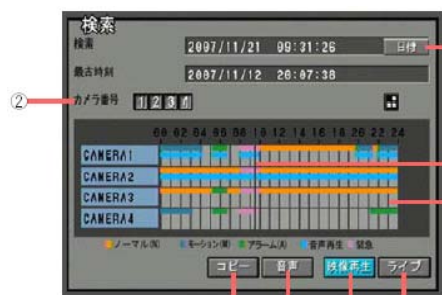 検索
検索 2007/11/21 09:31:26 日標
最古時刻 2007/11/12 20:07:38
② カメラ番号 1 2 3 4
00 02 04 06 08 10 12 14 16 18 20 22 24
CAMERA1
CAMERA2
CAMERA3
CAMERA4
ノーマル(N) モーション(M) アラーム(A) 音声再生 緊急
コピー 音声 映像再生 ライブ